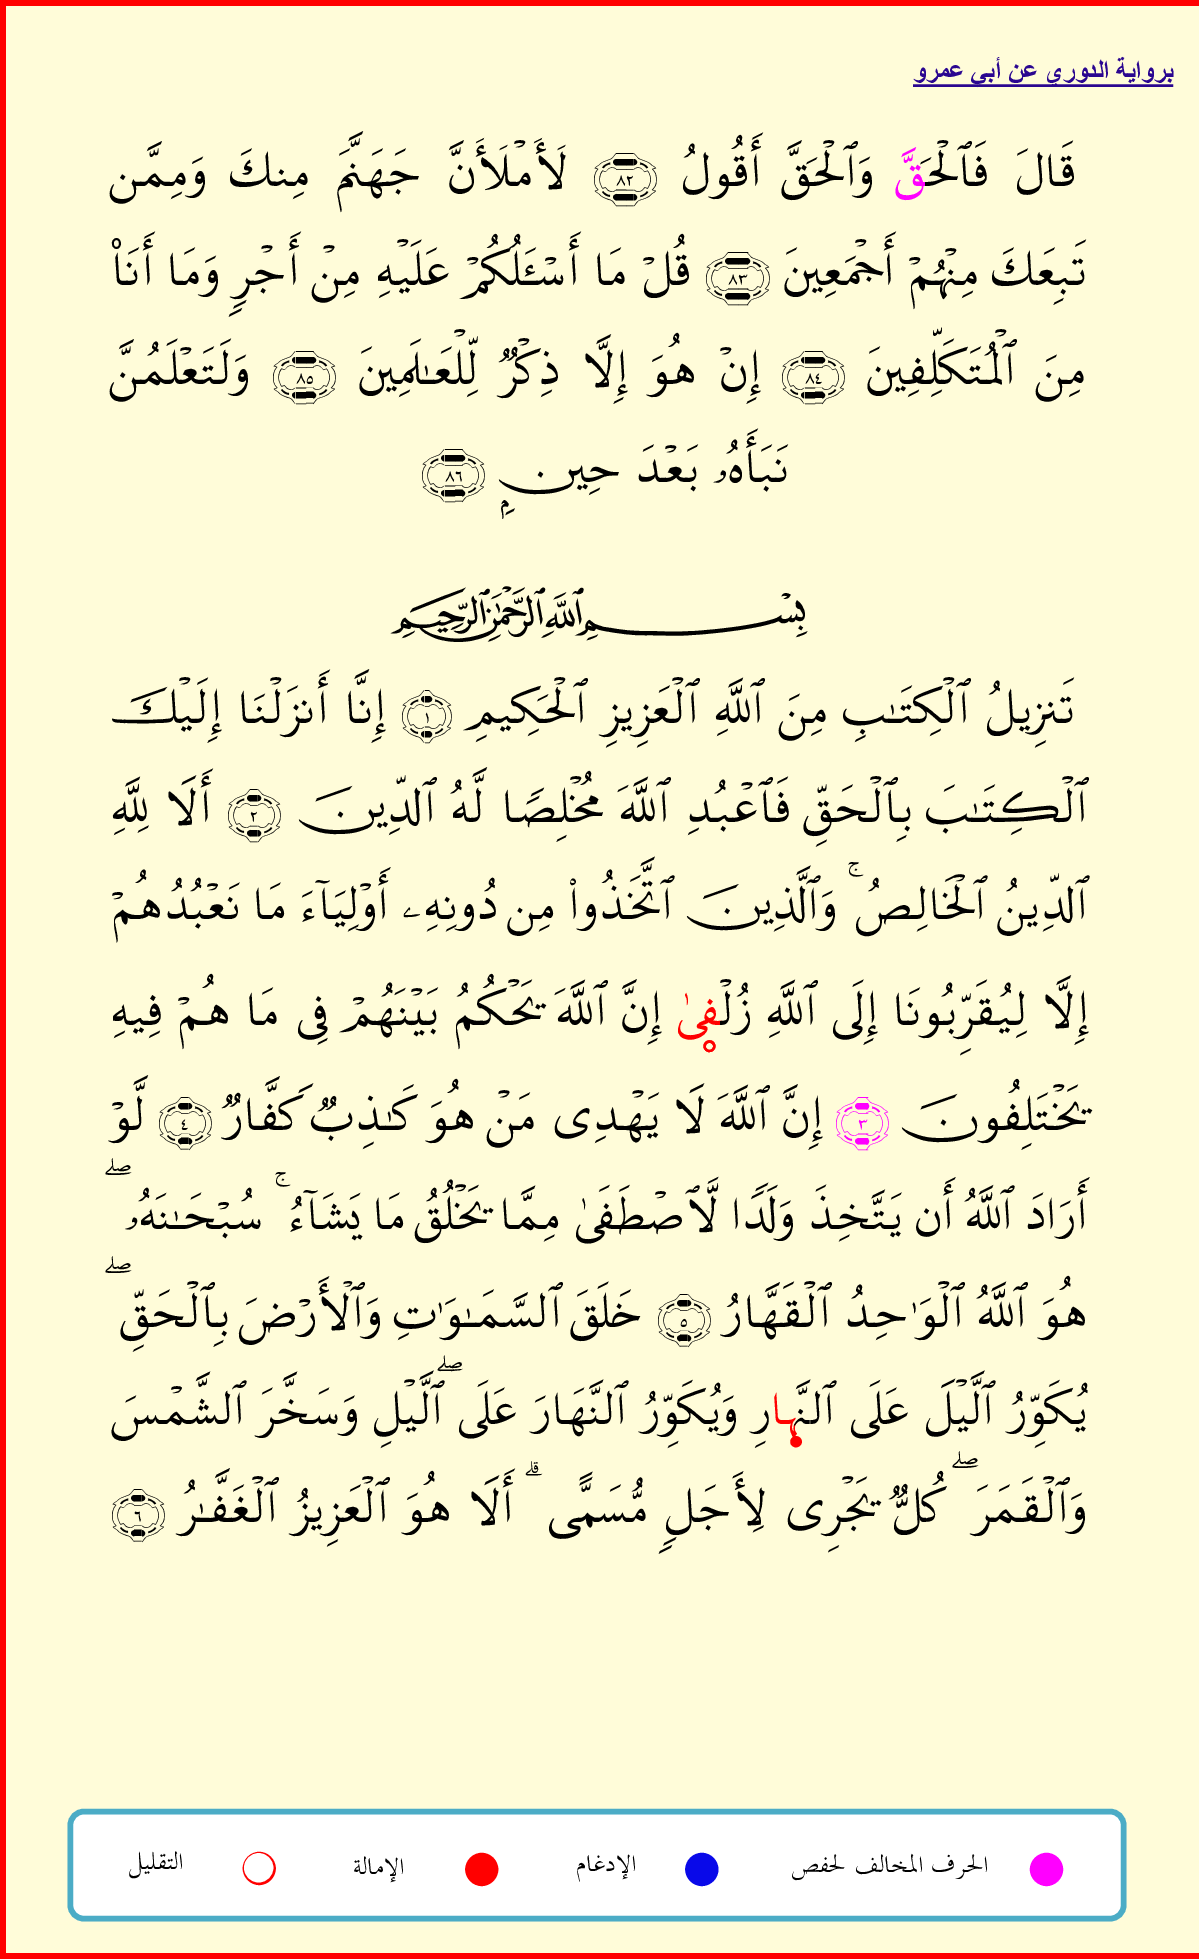 برواية الدوري عن أبي عمرو
قَالَ فَٱلْحَقَّ وَٱلْحَقَّ أَقُولُ ٨٢ لَأَمْلَأَنَّ جَهَنَّمَ مِنكَ وَمِمَّن
تَبِعَكَ مِنْهُمْ أَجْمَعِينَ ٨٣ قُلْ مَا أَسْـَٔلُكُمْ عَلَيْهِ مِنْ أَجْرٍ وَمَا أَنَا۠
مِنَ ٱلْمُتَكَلِّفِينَ ٨٤ إِنْ هُوَ إِلَّا ذِكْرٌ لِّلْعَـٰلَمِينَ ٨٥ وَلَتَعْلَمُنَّ
نَبَأَهُۥ بَعْدَ حِينٍۭ ٨٦
بِسْمِ ٱللَّهِ ٱلرَّحْمَـٰنِ ٱلرَّحِيمِ
تَنزِيلُ ٱلْكِتَـٰبِ مِنَ ٱللَّهِ ٱلْعَزِيزِ ٱلْحَكِيمِ ١ إِنَّا أَنزَلْنَا إِلَيْكَ
ٱلْكِتَـٰبَ بِٱلْحَقِّ فَٱعْبُدِ ٱللَّهَ مُخْلِصًا لَّهُ ٱلدِّينَ ٢ أَلَا لِلَّهِ
ٱلدِّينُ ٱلْخَالِصُ ۚ وَٱلَّذِينَ ٱتَّخَذُوا۟ مِن دُونِهِۦ أَوْلِيَآءَ مَا نَعْبُدُهُمْ
إِلَّا لِيُقَرِّبُونَا إِلَى ٱللَّهِ زُلْفِىٰ إِنَّ ٱللَّهَ يَحْكُمُ بَيْنَهُمْ فِى مَا هُمْ فِيهِ
يَخْتَلِفُونَ ٣ إِنَّ ٱللَّهَ لَا يَهْدِى مَنْ هُوَ كَـٰذِبٌ كَفَّارٌ ٤ لَّوْ
أَرَادَ ٱللَّهُ أَن يَتَّخِذَ وَلَدًا لَّٱصْطَفَىٰ مِمَّا يَخْلُقُ مَا يَشَآءُ ۚ سُبْحَـٰنَهُۥ ۖ
هُوَ ٱللَّهُ ٱلْوَٰحِدُ ٱلْقَهَّارُ ٥ خَلَقَ ٱلسَّمَـٰوَٰتِ وَٱلْأَرْضَ بِٱلْحَقِّ ۖ
يُكَوِّرُ ٱلَّيْلَ عَلَى ٱلنَّهِارِ وَيُكَوِّرُ ٱلنَّهَارَ عَلَى ٱلَّيْلِ ۖ وَسَخَّرَ ٱلشَّمْسَ
وَٱلْقَمَرَ ۖ كُلٌّ يَجْرِى لِأَجَلٍ مُّسَمًّى ۗ أَلَا هُوَ ٱلْعَزِيزُ ٱلْغَفَّـٰرُ ٦
الحرف المخالف لحفص الإدغام الإمالة التقليل